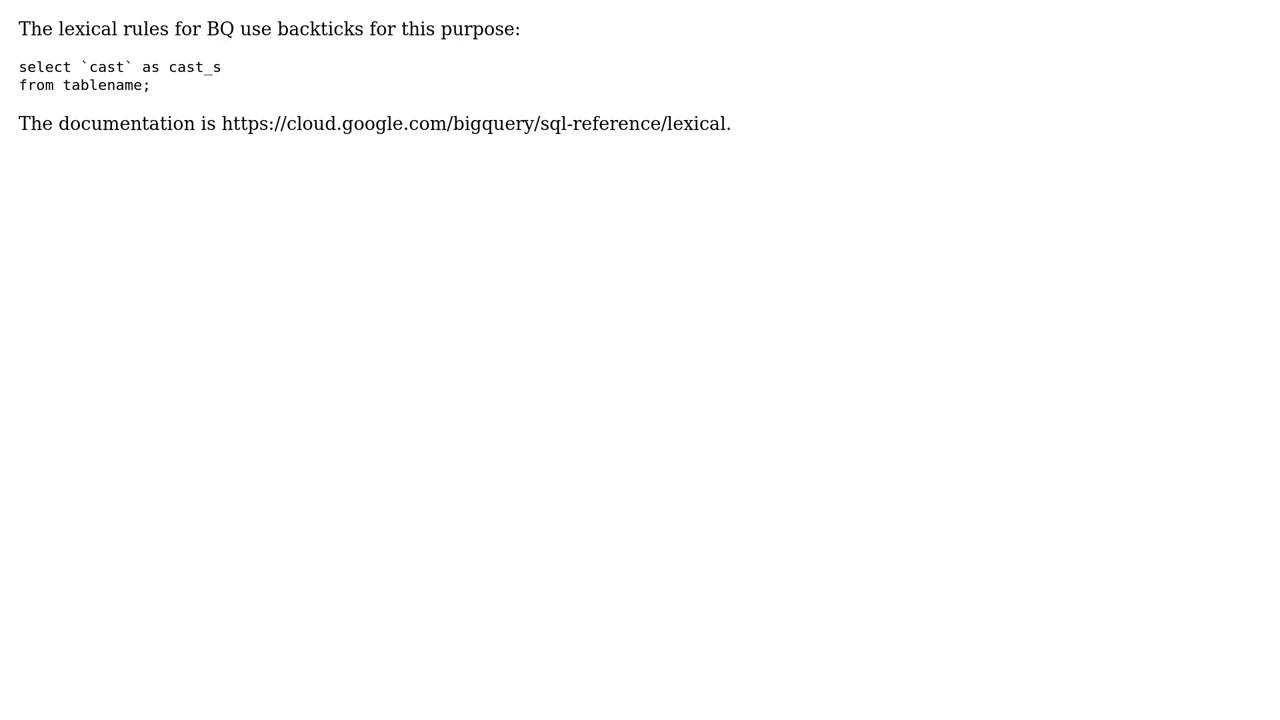 The lexical rules for BQ use backticks for this purpose:
select `cast` as cast_s
from tablename;
The documentation is https://cloud.google.com/bigquery/sql-reference/lexical.